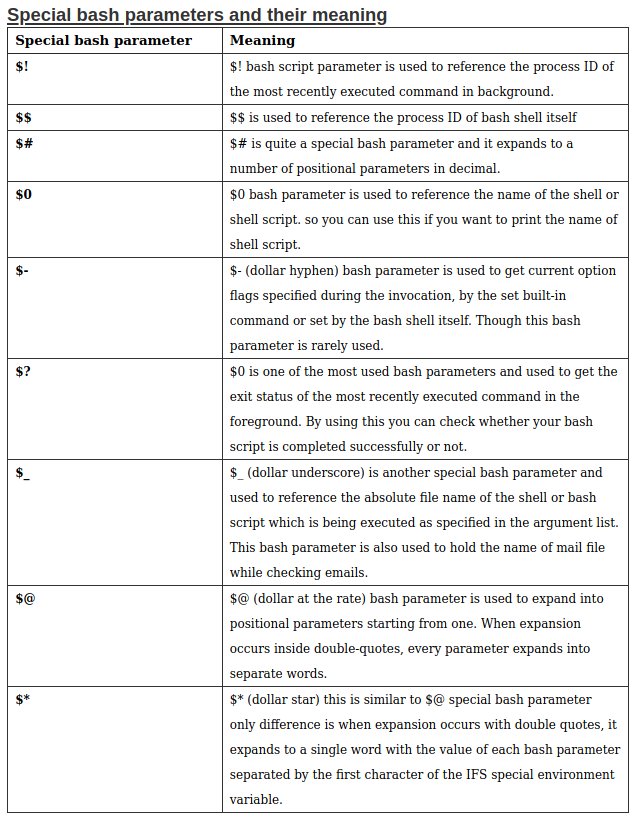 Special bash parameters and their meaning
Special bash parameter Meaning
$! $! bash script parameter is used to reference the process ID of
the most recently executed command in background.
$$ $$ is used to reference the process ID of bash shell itself
$# $# is quite a special bash parameter and it expands to a
number of positional parameters in decimal.
$0 $0 bash parameter is used to reference the name of the shell or
shell script. so you can use this if you want to print the name of
shell script.
$- $- (dollar hyphen) bash parameter is used to get current option
flags specified during the invocation, by the set built-in
command or set by the bash shell itself. Though this bash
parameter is rarely used.
$? $0 is one of the most used bash parameters and used to get the
exit status of the most recently executed command in the
foreground. By using this you can check whether your bash
script is completed successfully or not.
$_ $_ (dollar underscore) is another special bash parameter and
used to reference the absolute file name of the shell or bash
script which is being executed as specified in the argument list.
This bash parameter is also used to hold the name of mail file
while checking emails.
$@ $@ (dollar at the rate) bash parameter is used to expand into
positional parameters starting from one. When expansion
occurs inside double-quotes, every parameter expands into
separate words.
$* $* (dollar star) this is similar to $@ special bash parameter
only difference is when expansion occurs with double quotes, it
expands to a single word with the value of each bash parameter
separated by the first character of the IFS special environment
variable.